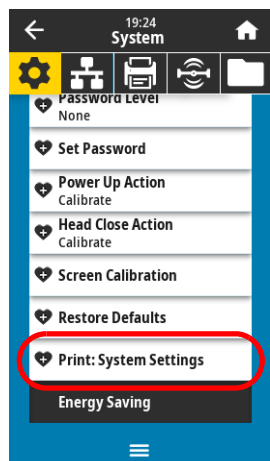 19:24
System
Password Level
None
Set Password
Power Up Action
Calibrate
Head Close Action
Calibrate
Screen Calibration
Restore Defaults
Print: System Settings
Energy Saving